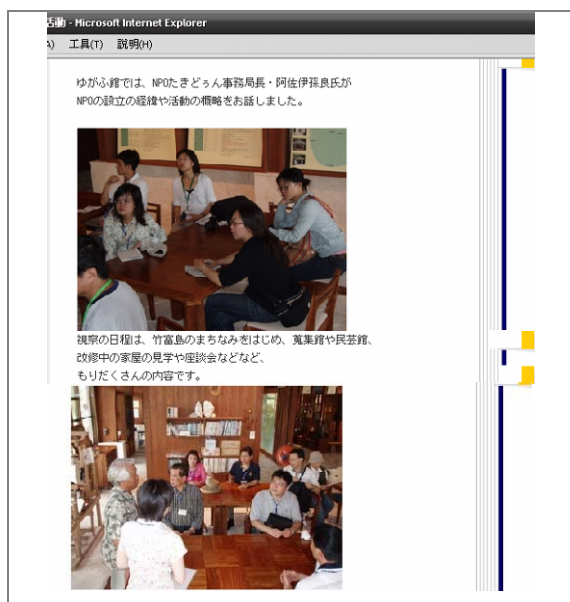 活動 - Microsoft Internet Explorer
A) 工具(T) 説明(H)
ゆがふ館では、NPOたきどぅん事務局長・阿佐伊孫良氏が
NPOの設立の経緯や活動の概略をお話しました。
視察の日程は、竹富島のまちなみをはじめ、蒐集館や民芸館、
改修中の家屋の見学や座談会などなど、
もりだくさんの内容です。